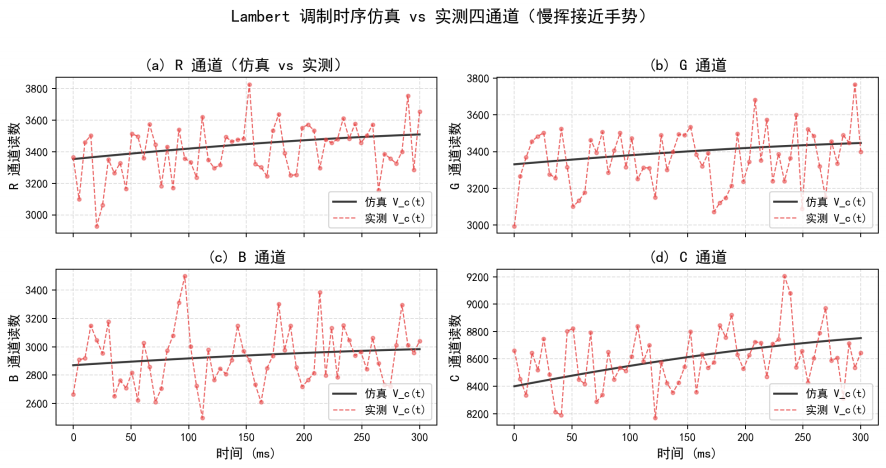 Lambert 调制时序仿真 vs 实测四通道（慢挥接近手势）
(a) R 通道（仿真 vs 实测）
R 通道读数
3800
3600
3400
3200
3000
仿真 V_c(t)
实测 V_c(t)
(b) G 通道
G 通道读数
3800
3600
3400
3200
3000
仿真 V_c(t)
实测 V_c(t)
(c) B 通道
B 通道读数
3400
3200
3000
2800
2600
仿真 V_c(t)
实测 V_c(t)
0 50 100 150 200 250 300
时间 (ms)
(d) C 通道
C 通道读数
9200
9000
8800
8600
8400
8200
仿真 V_c(t)
实测 V_c(t)
0 50 100 150 200 250 300
时间 (ms)